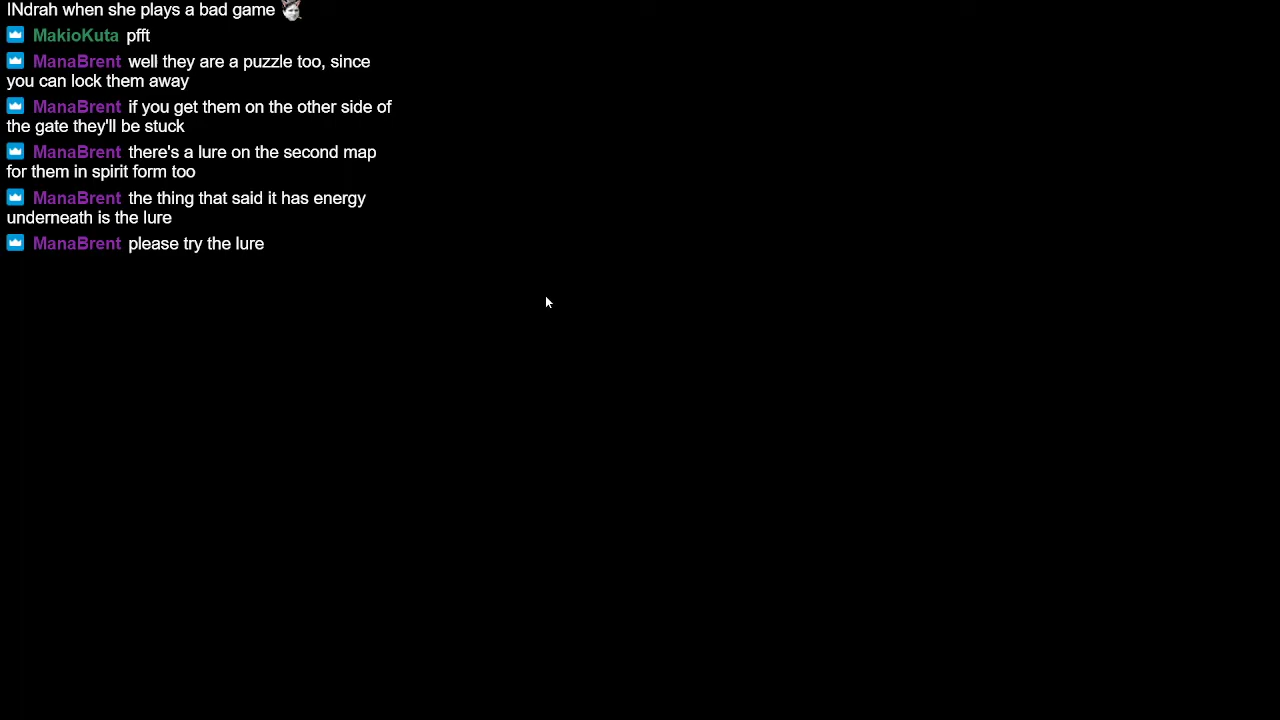 INdrah when she plays a bad game
MakioKuta pfft
ManaBrent well they are a puzzle too, since
you can lock them away
ManaBrent if you get them on the other side of
the gate they'll be stuck
ManaBrent there's a lure on the second map
for them in spirit form too
ManaBrent the thing that said it has energy
underneath is the lure
ManaBrent please try the lure